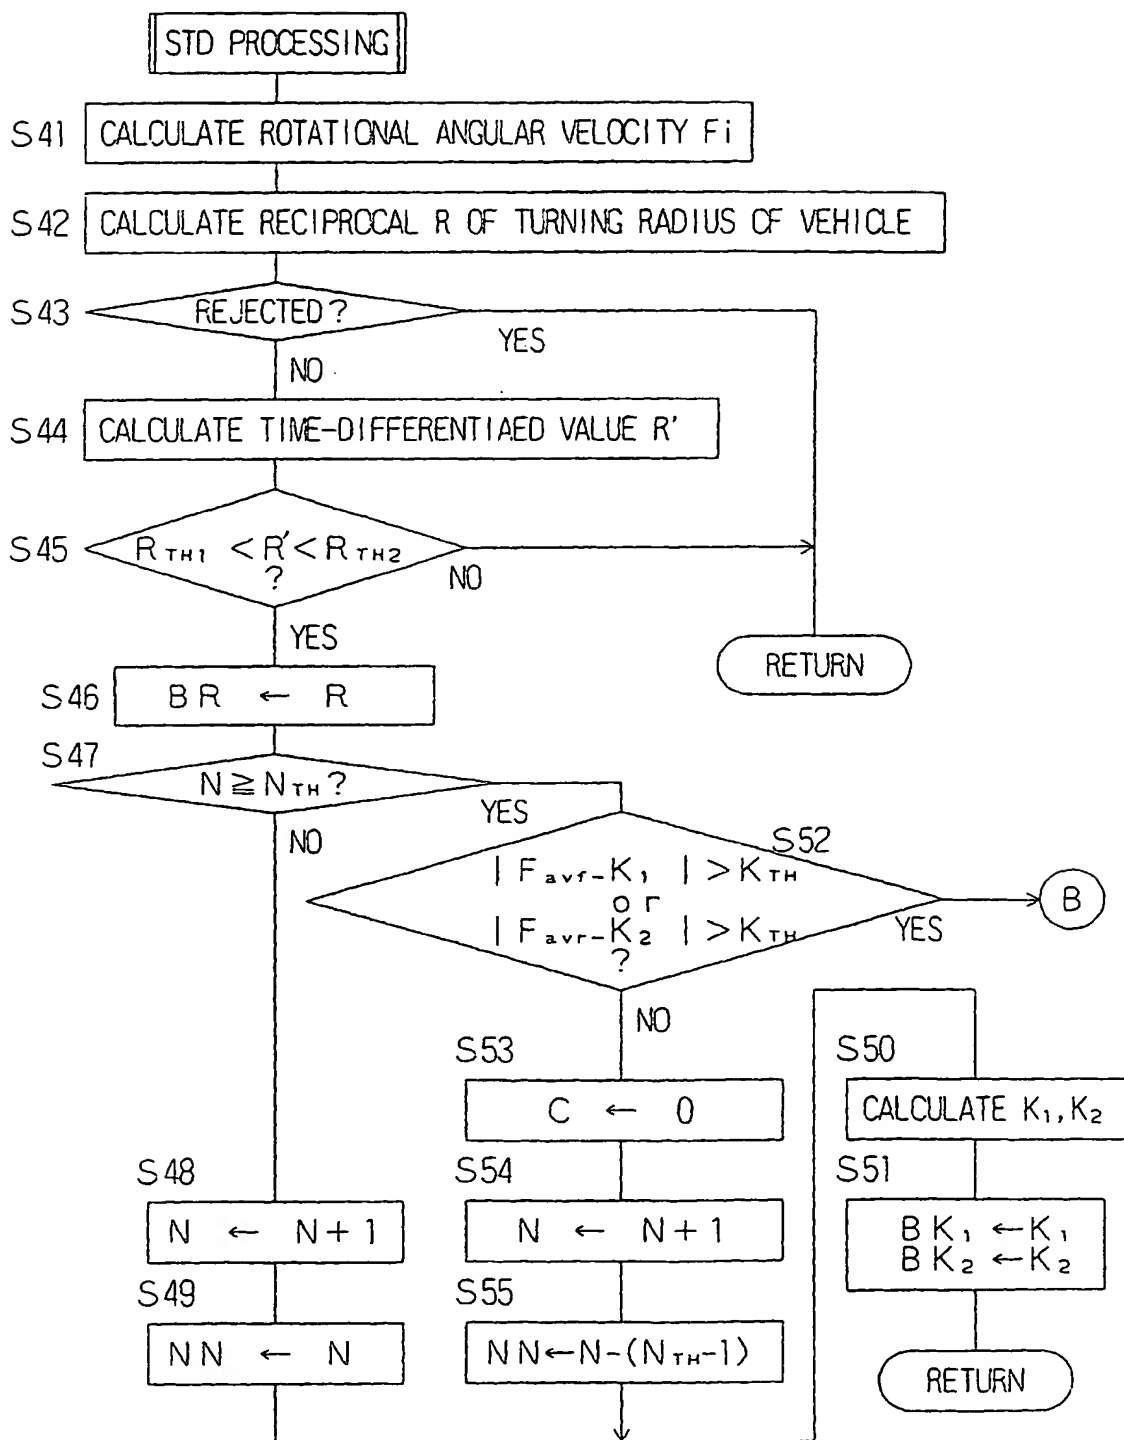 STD PROCESSING
S41 CALCULATE ROTATIONAL ANGULAR VELOCITY Fi
S42 CALCULATE RECIPROCAL R OF TURNING RADIUS OF VEHICLE
S43 REJECTED?
YES
NO
S44 CALCULATE TIME-DIFFERENTIAED VALUE R'
S45 RTH1 < R' < RTH2
?
NO
YES
RETURN
S46 BR ← R
S47
N ≧ NTH?
YES
NO
S52
| Favf-K1 | > KTH
or
| Favr-K2 | > KTH
?
YES
B
NO
S53
C ← 0
S50
CALCULATE K1, K2
S48
N ← N+1
S54
N ← N+1
S51
BK1 ← K1
BK2 ← K2
S49
NN ← N
S55
NN ← N-(NTH-1)
RETURN